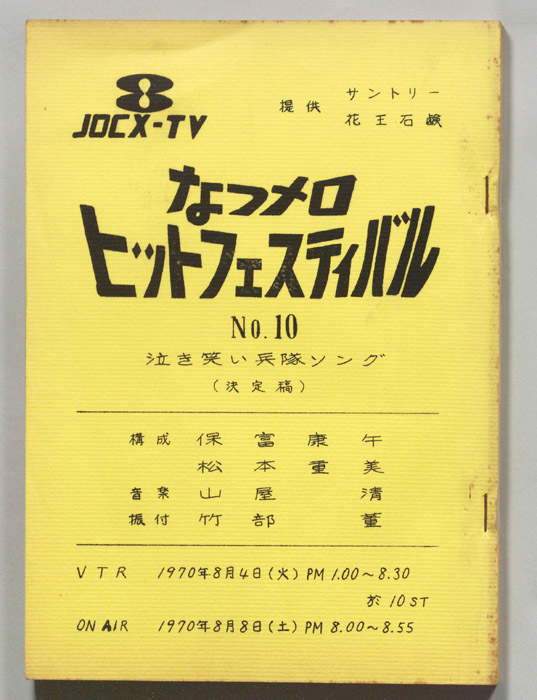 8
JOCX-TV
提供 サントリー
花王石鹸
なつメロ
ヒットフェスティバル
No.10
泣き笑い兵隊ソング
（決定稿）
構成 保富康午
松本重美
音楽 山屋清
振付 竹部董
VTR 1970年8月4日（火）PM 1.00～8.30
於 10ST
ON AIR 1970年8月8日（土）PM 8.00～8.55